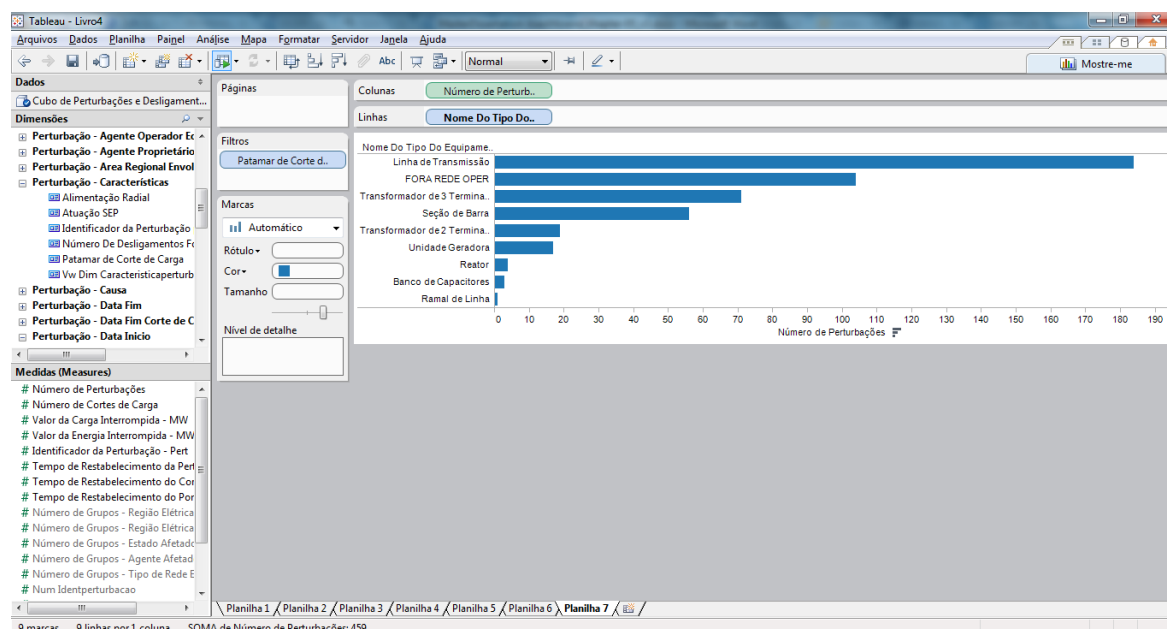 Tableau - Livro4
Arquivos Dados Planilha Painel Análise Mapa Formatar Servidor Janela Ajuda
Abc Normal Mostre-me
Dados
Cubo de Perturbações e Desligament...
Dimensões
Perturbação - Agente Operador Ec
Perturbação - Agente Proprietário
Perturbação - Area Regional Envol
Perturbação - Características
Alimentação Radial
Atuação SEP
Identificador da Perturbação
Número De Desligamentos Fo
Patamar de Corte de Carga
Vw Dim Caracteristicaperturb
Perturbação - Causa
Perturbação - Data Fim
Perturbação - Data Fim Corte de C
Perturbação - Data Inicio
Medidas (Measures)
# Número de Perturbações
# Número de Cortes de Carga
# Valor da Carga Interrompida - MW
# Valor da Energia Interrompida - MW
# Identificador da Perturbação - Pert
# Tempo de Restabelecimento da Pert
# Tempo de Restabelecimento do Cor
# Tempo de Restabelecimento do Por
# Número de Grupos - Região Elétrica
# Número de Grupos - Região Elétrica
# Número de Grupos - Estado Afetado
# Número de Grupos - Agente Afetad
# Número de Grupos - Tipo de Rede E
# Num Identperturbacao
Páginas
Filtros
Patamar de Corte d..
Marcas
Automático
Rótulo
Cor
Tamanho
Nível de detalhe
Colunas Número de Perturb..
Linhas Nome Do Tipo Do..
Nome Do Tipo Do Equipame..
Linha de Transmissão
FORA REDE OPER
Transformador de 3 Termina..
Seção de Barra
Transformador de 2 Termina..
Unidade Geradora
Reator
Banco de Capacitores
Ramal de Linha
0 10 20 30 40 50 60 70 80 90 100 110 120 130 140 150 160 170 180 190
Número de Perturbações
Planilha 1 Planilha 2 Planilha 3 Planilha 4 Planilha 5 Planilha 6 Planilha 7
9 marcas 9 linhas por 1 coluna SOMA de Número de Perturbações: 459